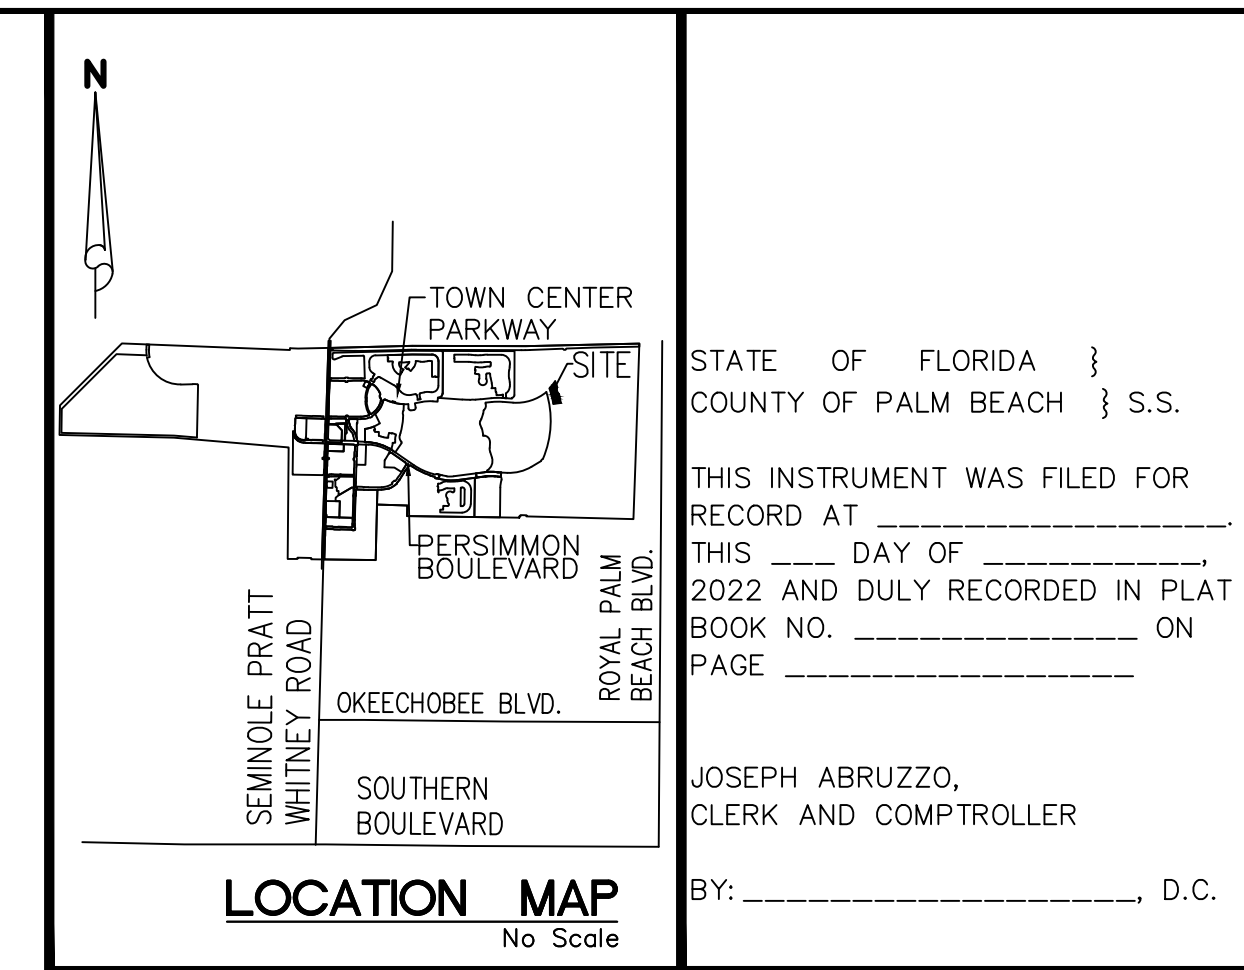 N
TOWN CENTER
PARKWAY
SITE
PERSIMMON
BOULEVARD
ROYAL PALM
BEACH BLVD.
SEMINOLE PRATT
WHITNEY ROAD
OKEECHOBEE BLVD.
SOUTHERN
BOULEVARD
LOCATION MAP
No Scale
STATE OF FLORIDA }
COUNTY OF PALM BEACH } S.S.
THIS INSTRUMENT WAS FILED FOR
RECORD AT ________________.
THIS ___ DAY OF __________,
2022 AND DULY RECORDED IN PLAT
BOOK NO. _____________ ON
PAGE ________________
JOSEPH ABRUZZO,
CLERK AND COMPTROLLER
BY: __________________, D.C.